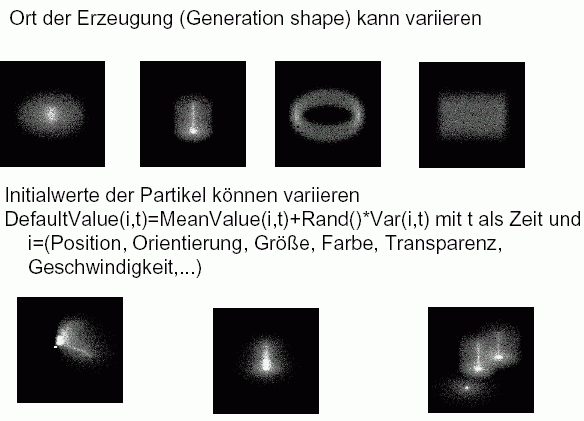 Ort der Erzeugung (Generation shape) kann variieren
Initialwerte der Partikel können variieren
DefaultValue(i,t)=MeanValue(i,t)+Rand()*Var(i,t) mit t als Zeit und
i=(Position, Orientierung, Größe, Farbe, Transparenz,
Geschwindigkeit,...)